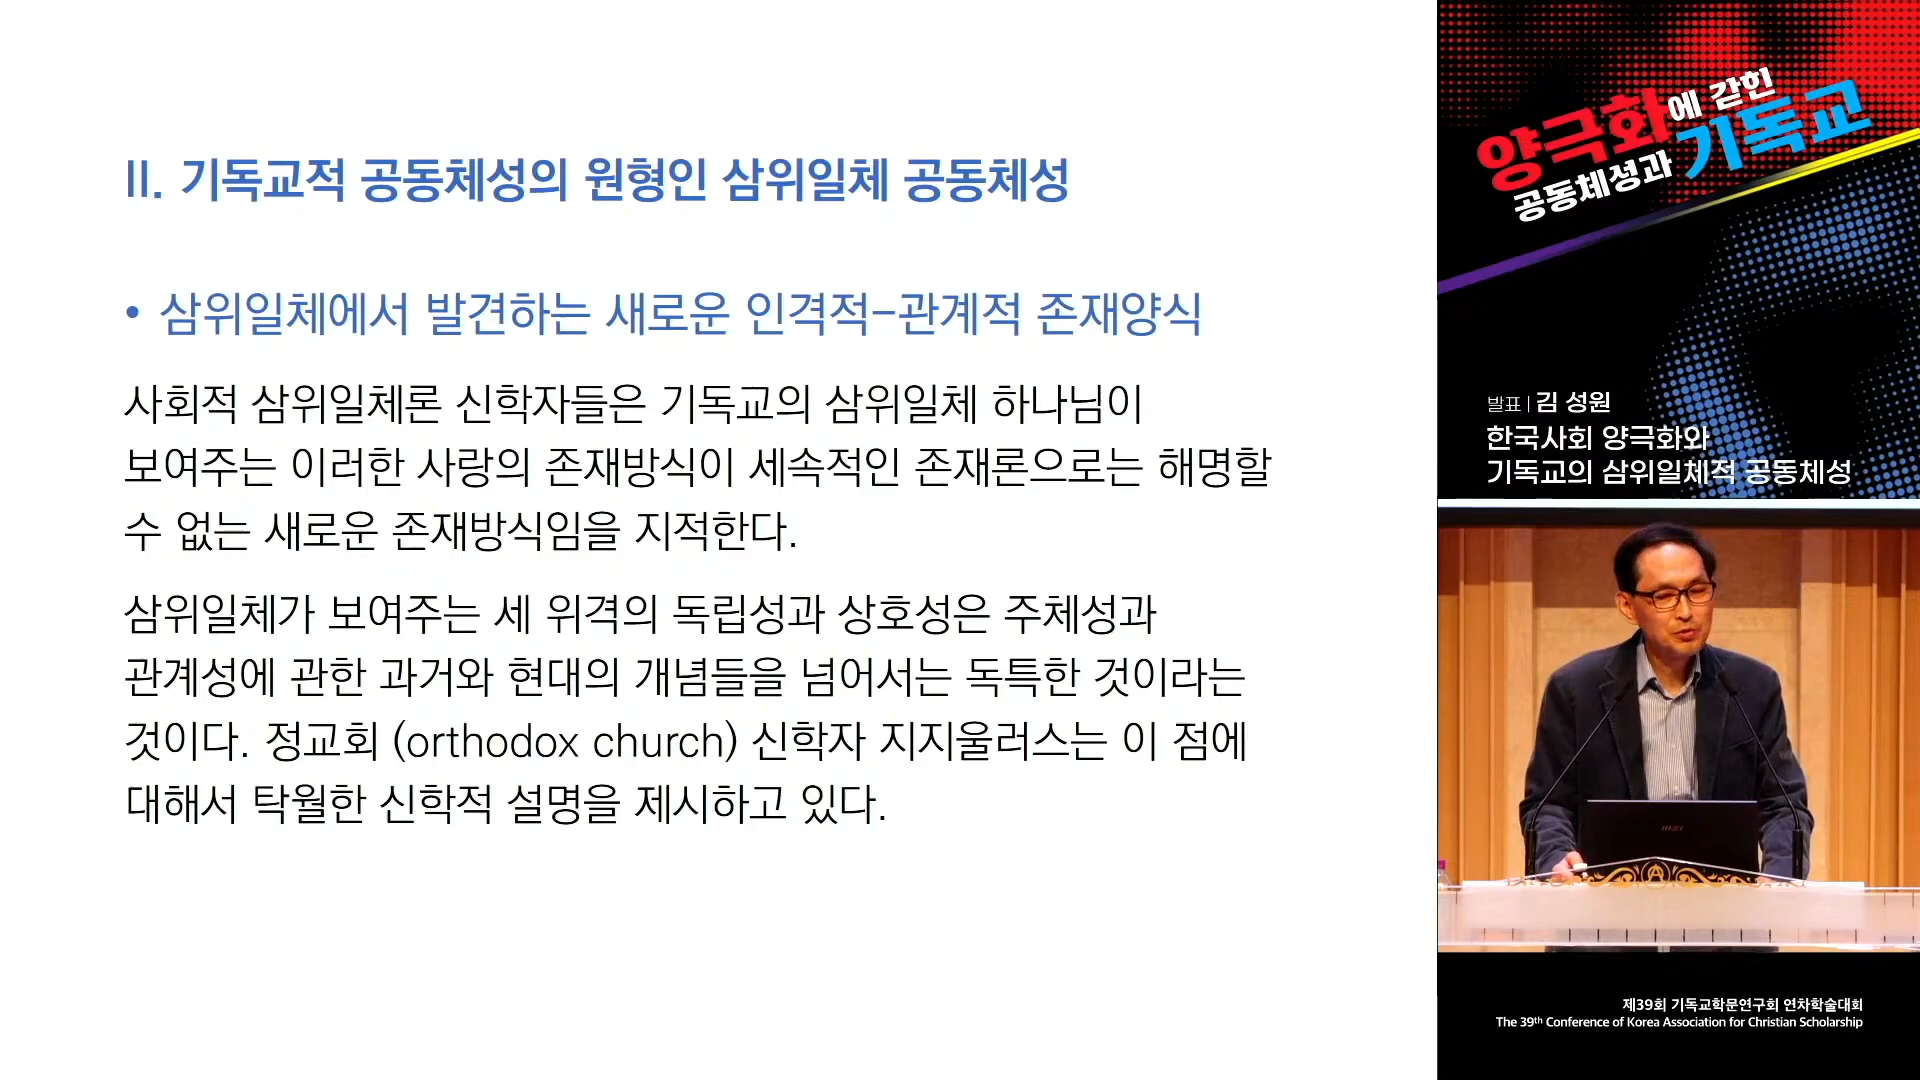 II. 기독교적 공동체성의 원형인 삼위일체 공동체성
• 삼위일체에서 발견하는 새로운 인격적-관계적 존재양식
사회적 삼위일체론 신학자들은 기독교의 삼위일체 하나님이
보여주는 이러한 사랑의 존재방식이 세속적인 존재론으로는 해명할
수 없는 새로운 존재방식임을 지적한다.
삼위일체가 보여주는 세 위격의 독립성과 상호성은 주체성과
관계성에 관한 과거와 현대의 개념들을 넘어서는 독특한 것이라는
것이다. 정교회 (orthodox church) 신학자 지지울러스는 이 점에
대해서 탁월한 신학적 설명을 제시하고 있다.
양극화에 갇힌
공동체성과 기독교
발표 | 김 성원
한국사회 양극화와
기독교의 삼위일체적 공동체성
msi
제39회 기독교학문연구회 연차학술대회
The 39th Conference of Korea Association for Christian Scholarship